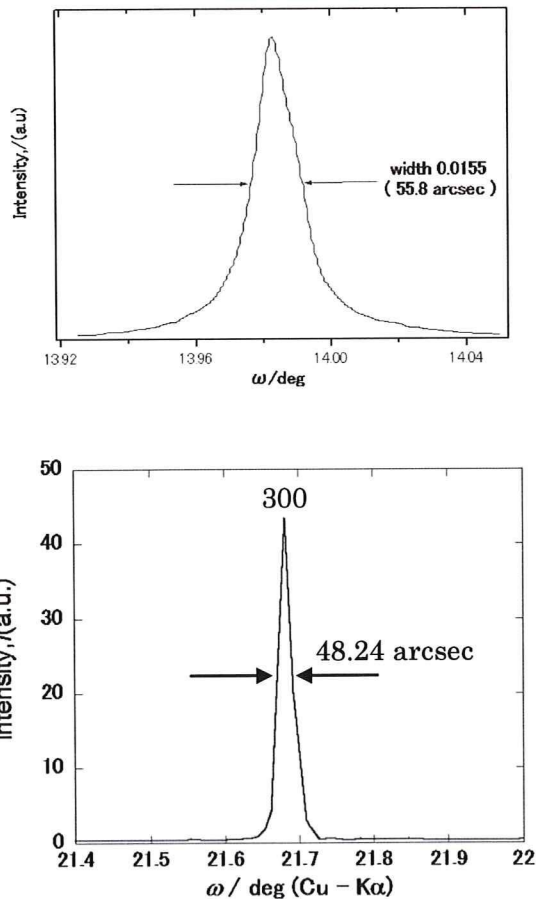 Intensity,/(a.u)
width 0.0155
( 55.8 arcsec )
13.92
13.96
14.00
14.04
ω/deg
50
40
30
20
10
0
Intensity,I(a.u.)
300
48.24 arcsec
21.4
21.5
21.6
21.7
21.8
21.9
22
ω / deg (Cu − Kα)